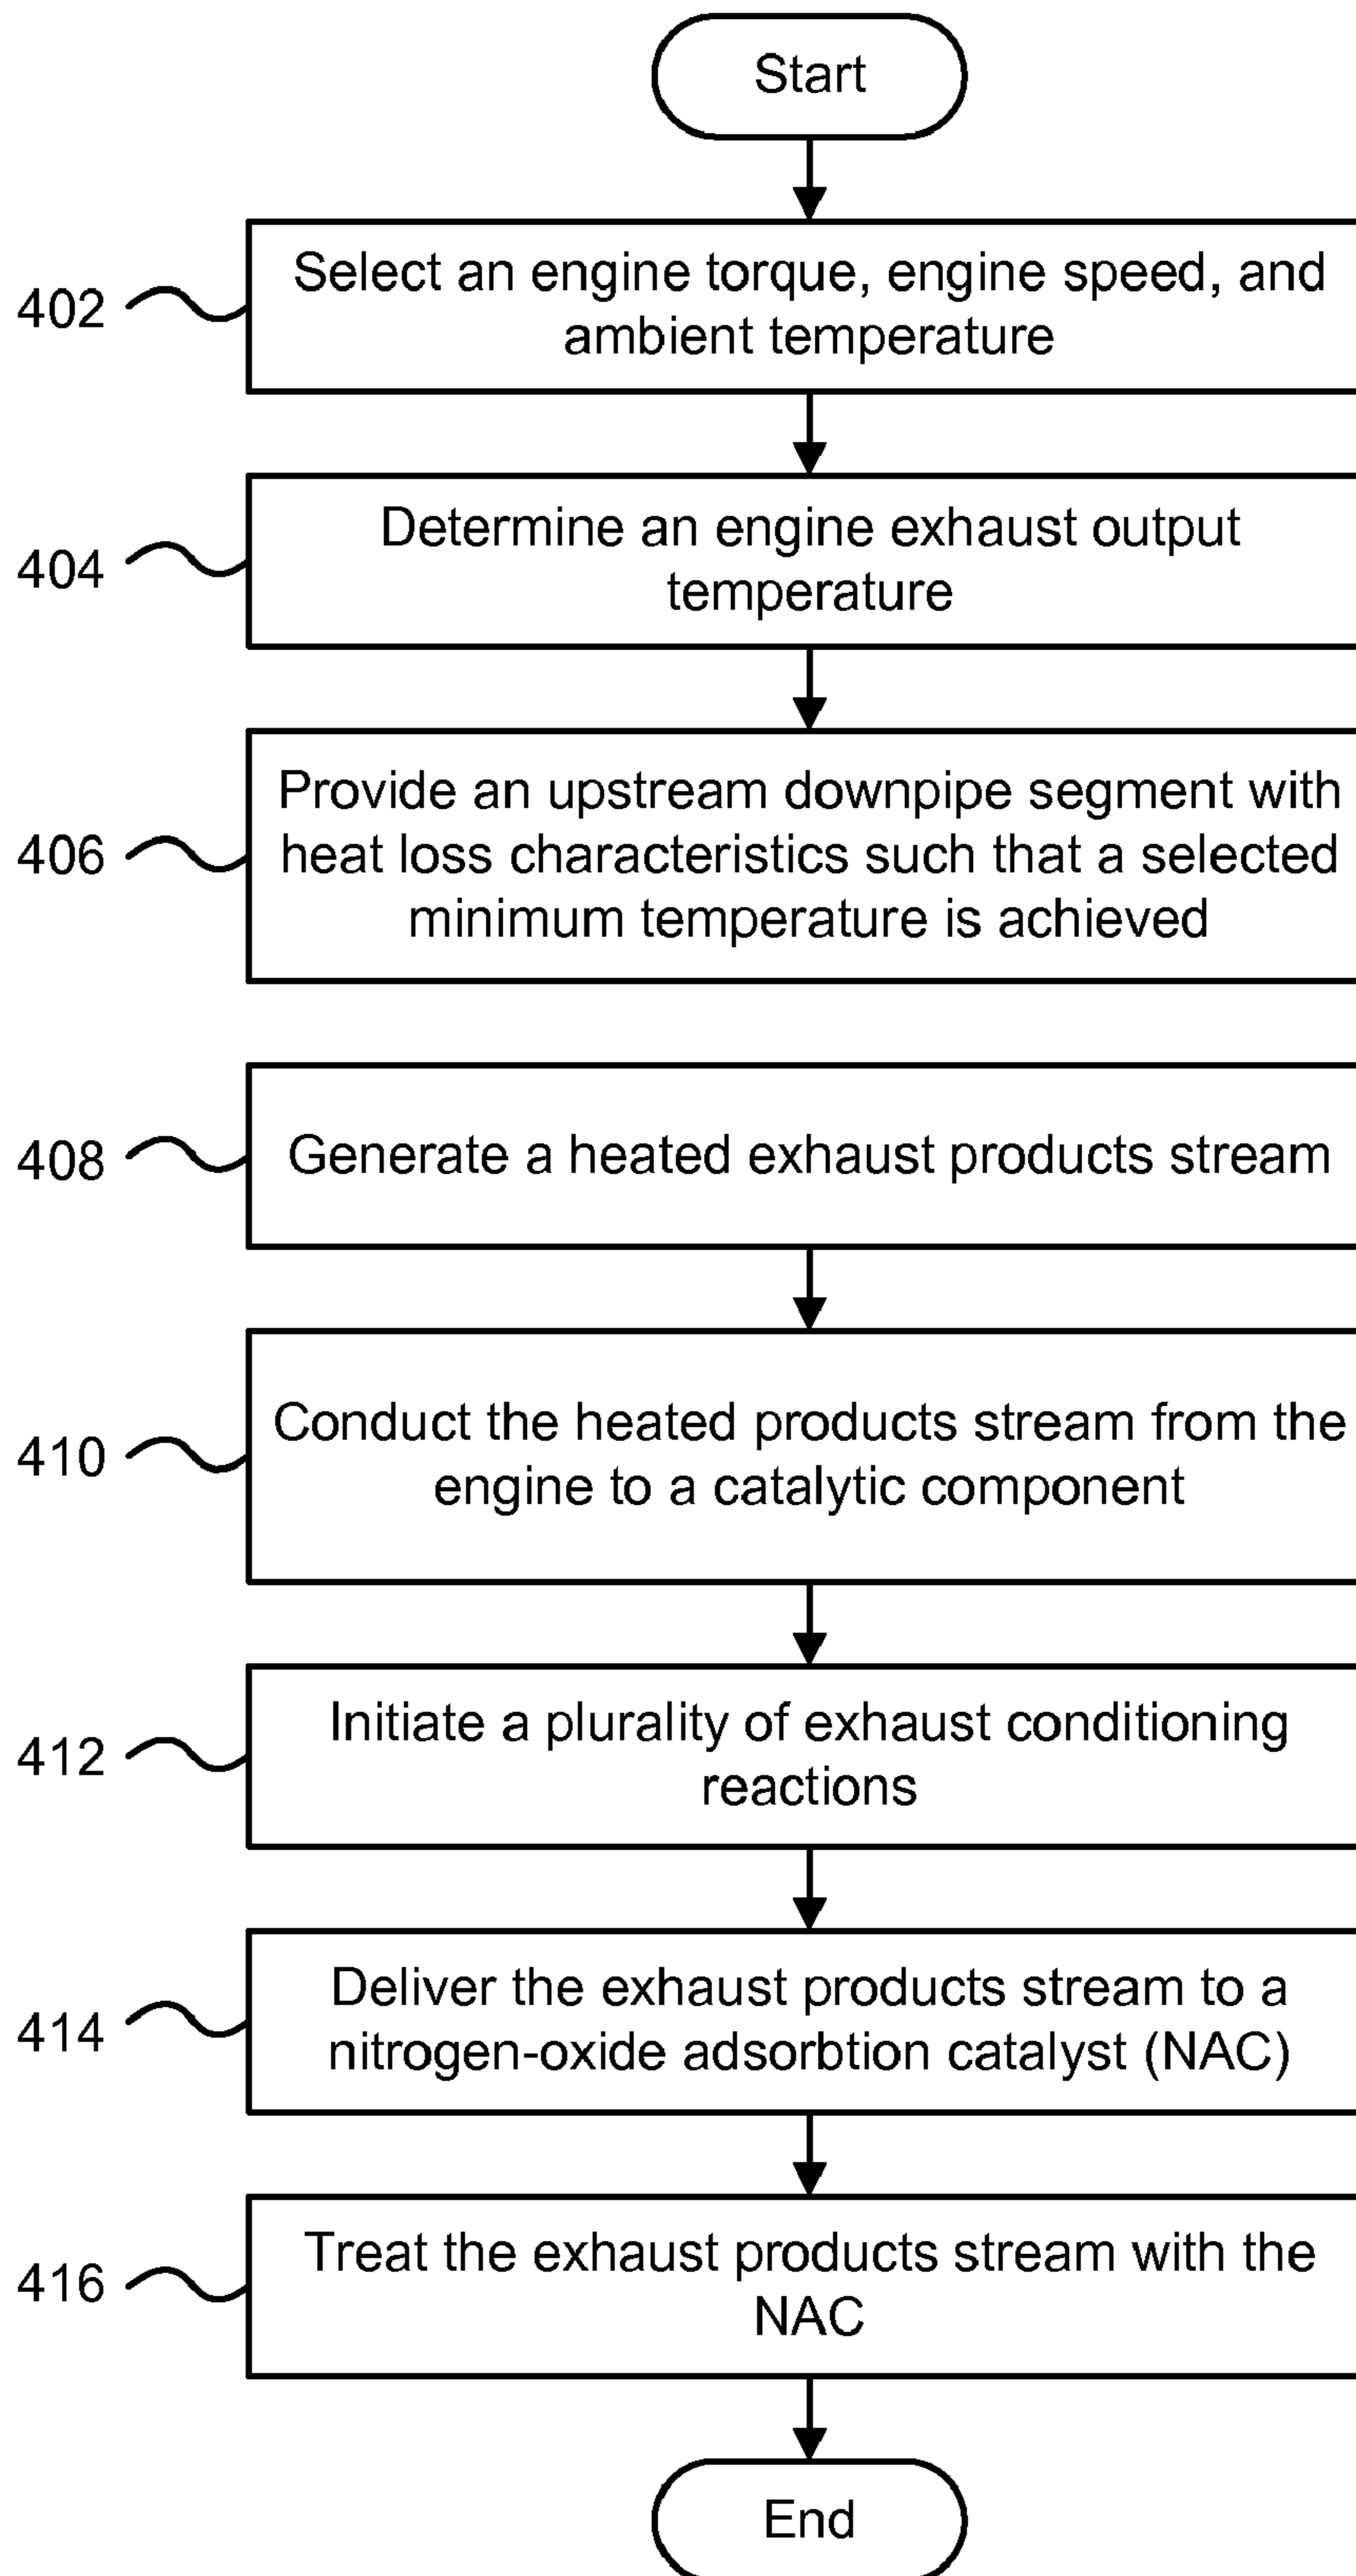 Start
402
Select an engine torque, engine speed, and
ambient temperature
404
Determine an engine exhaust output
temperature
406
Provide an upstream downpipe segment with
heat loss characteristics such that a selected
minimum temperature is achieved
408
Generate a heated exhaust products stream
410
Conduct the heated products stream from the
engine to a catalytic component
412
Initiate a plurality of exhaust conditioning
reactions
414
Deliver the exhaust products stream to a
nitrogen-oxide adsorbtion catalyst (NAC)
416
Treat the exhaust products stream with the
NAC
End